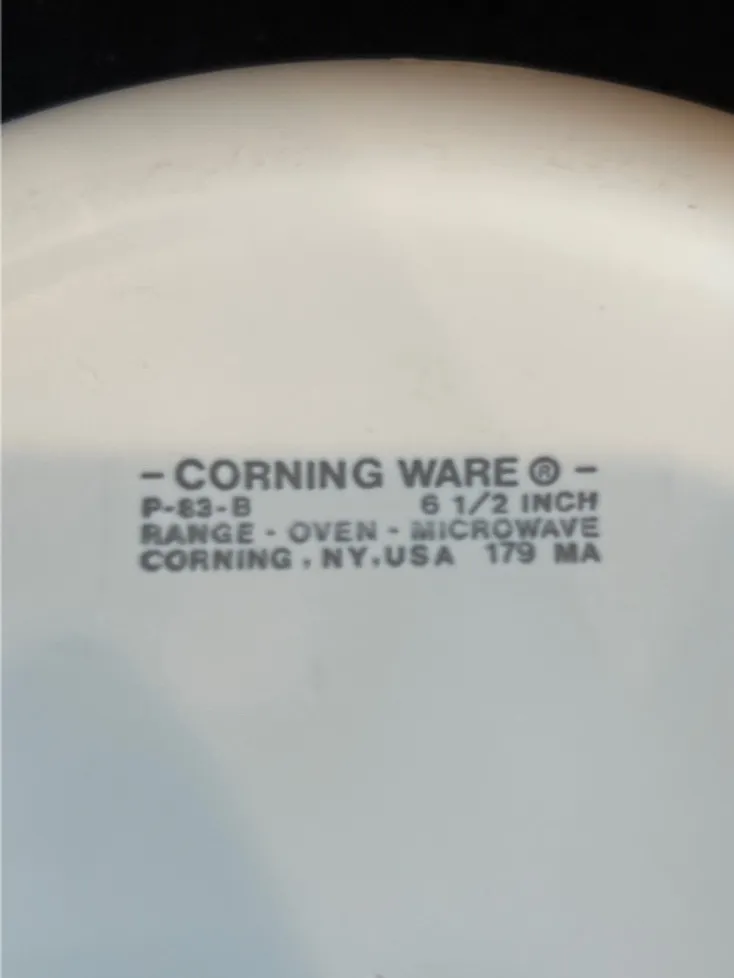 - CORNING WARE ® -
P-83-B 6 1/2 INCH
RANGE - OVEN - MICROWAVE
CORNING, NY, USA 179 MA